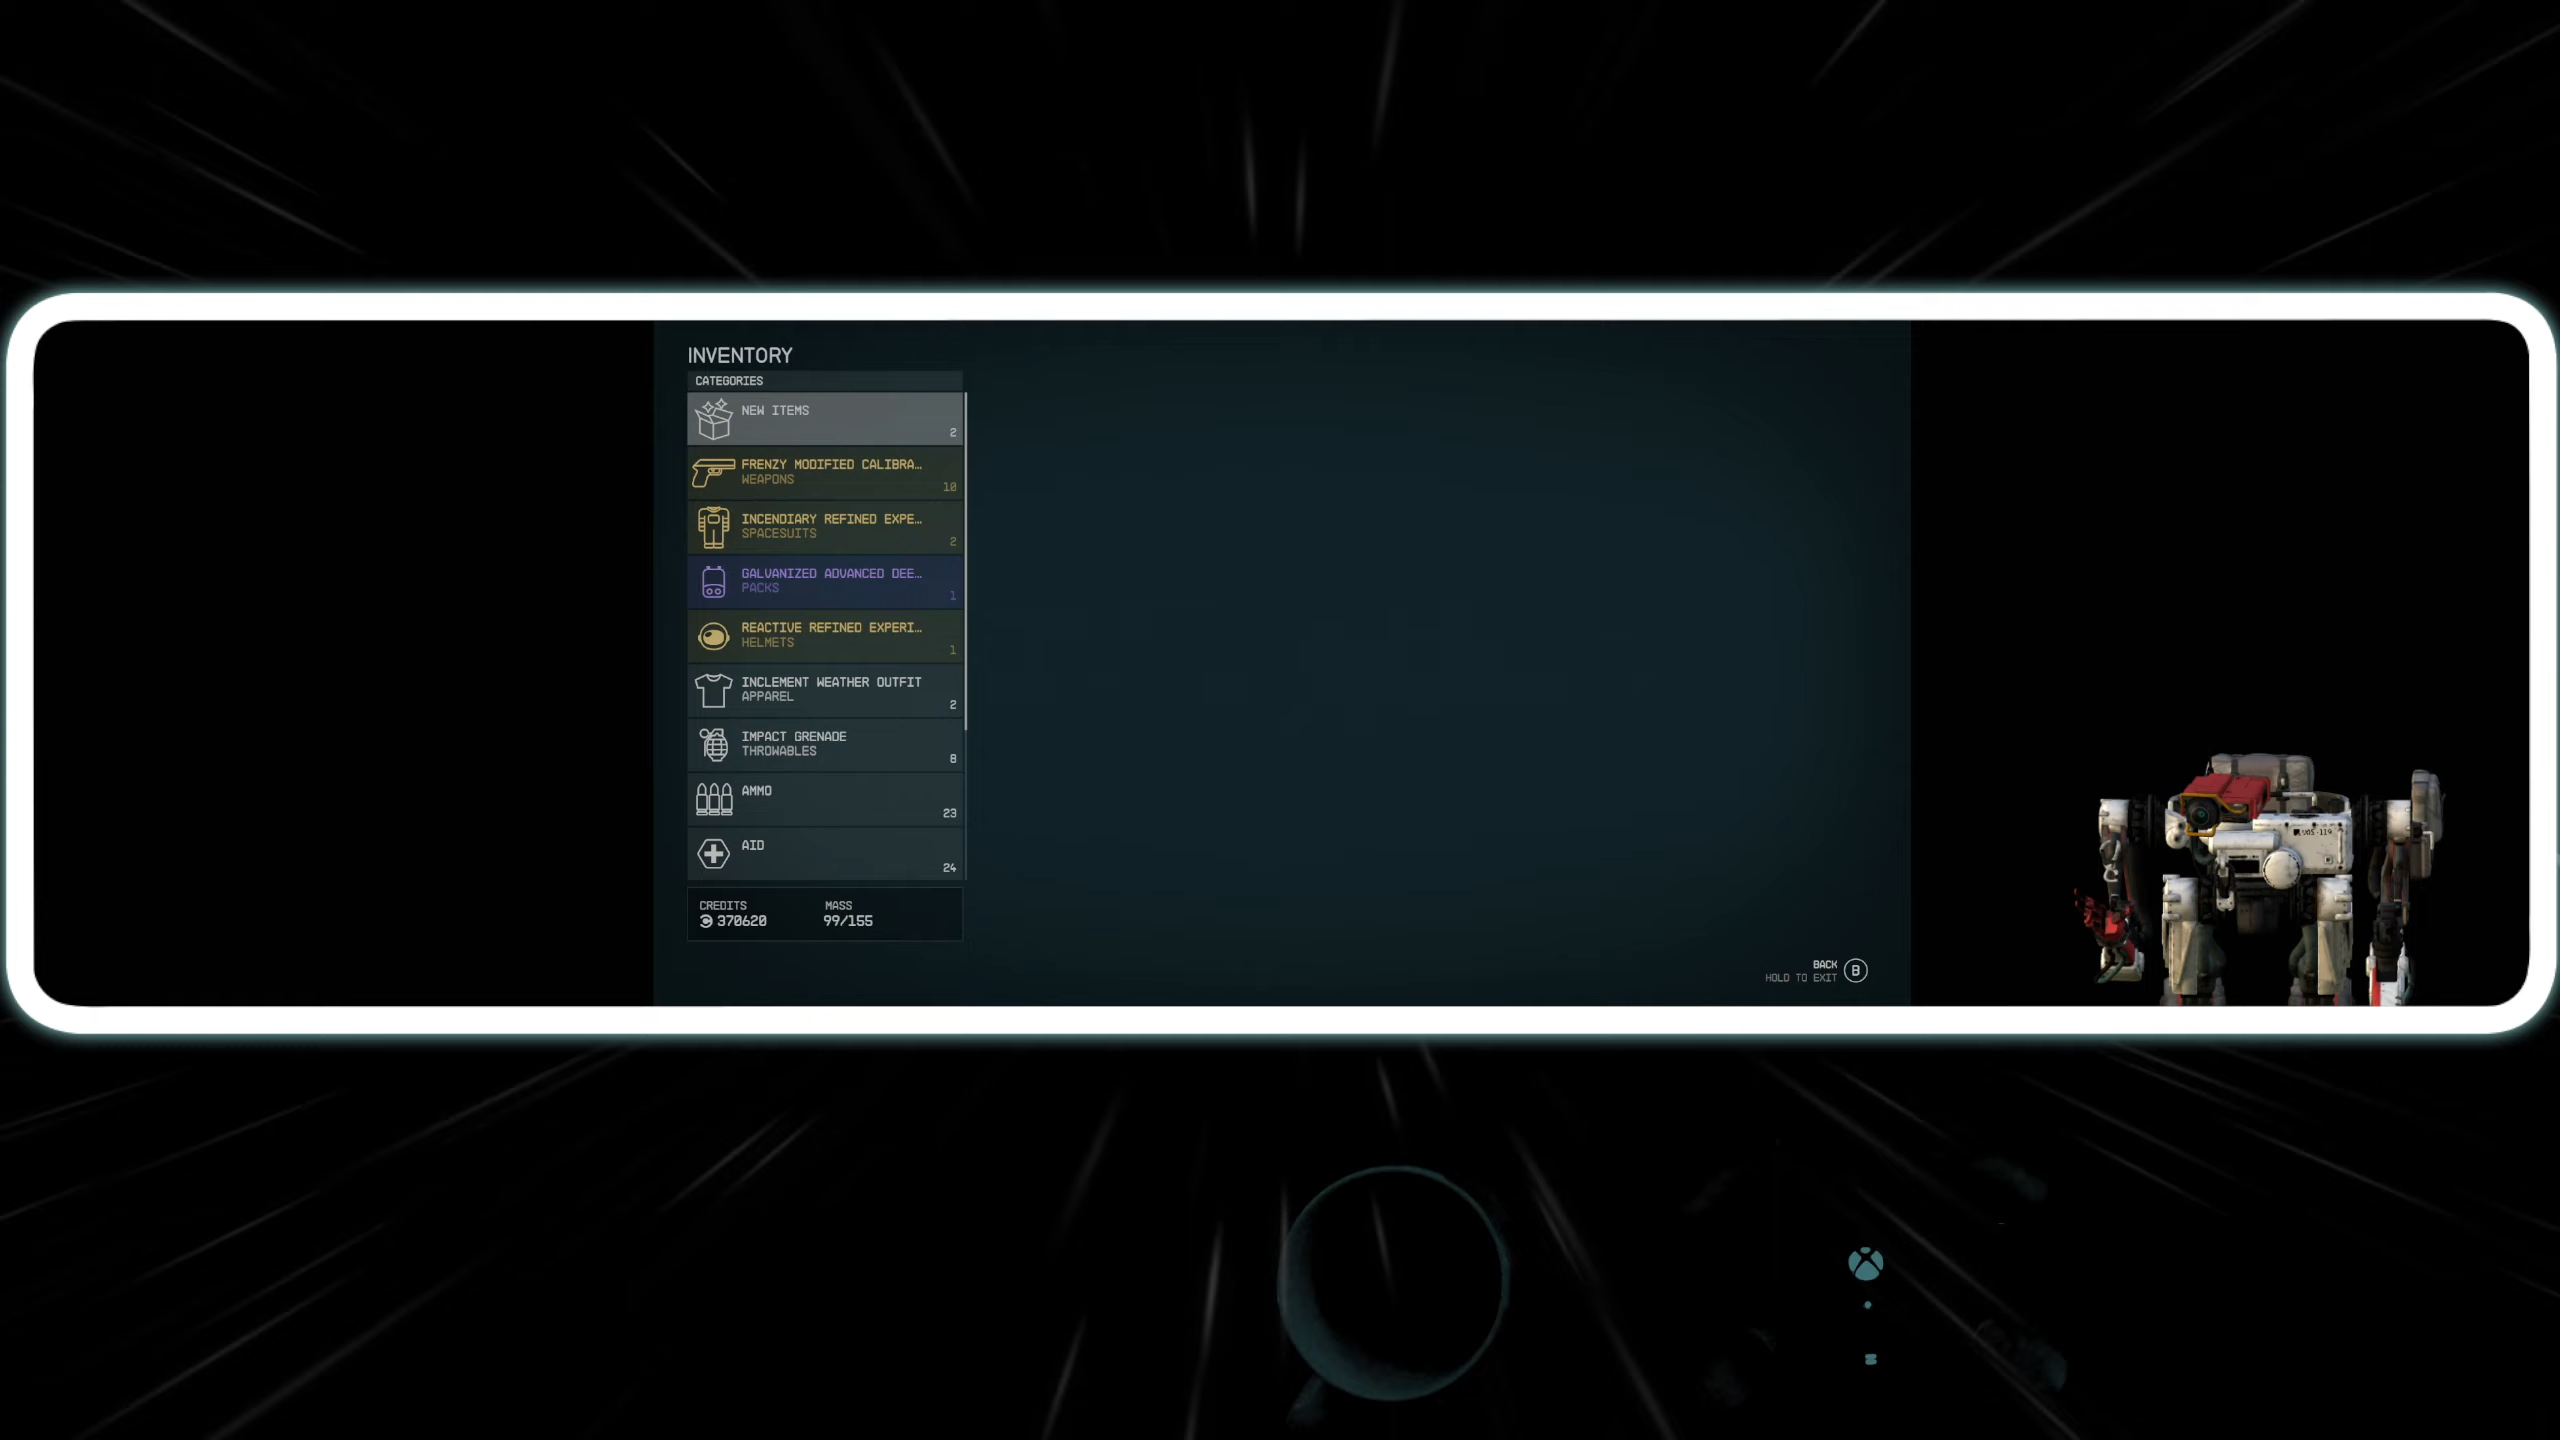 INVENTORY
CATEGORIES
NEW ITEMS
2
FRENZY MODIFIED CALIBRA...
WEAPONS
10
INCENDIARY REFINED EXPE...
SPACESUITS
2
GALVANIZED ADVANCED DEE...
PACKS
1
REACTIVE REFINED EXPERI...
HELMETS
1
INCLEMENT WEATHER OUTFIT
APPAREL
2
IMPACT GRENADE
THROWABLES
8
AMMO
23
AID
24
CREDITS MASS
370620 99/155
BACK
HOLD TO EXIT B